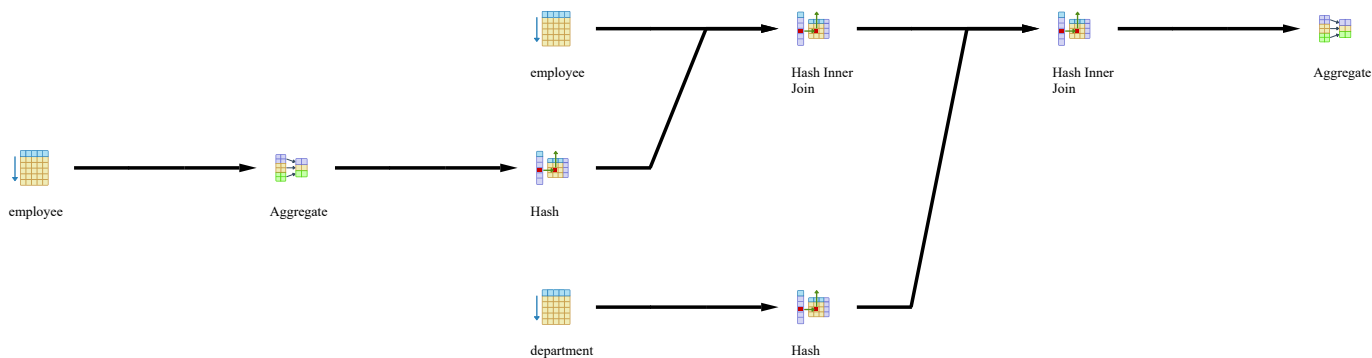 employee
Hash Inner
Join
Hash Inner
Join
Aggregate
employee
Aggregate
Hash
department
Hash